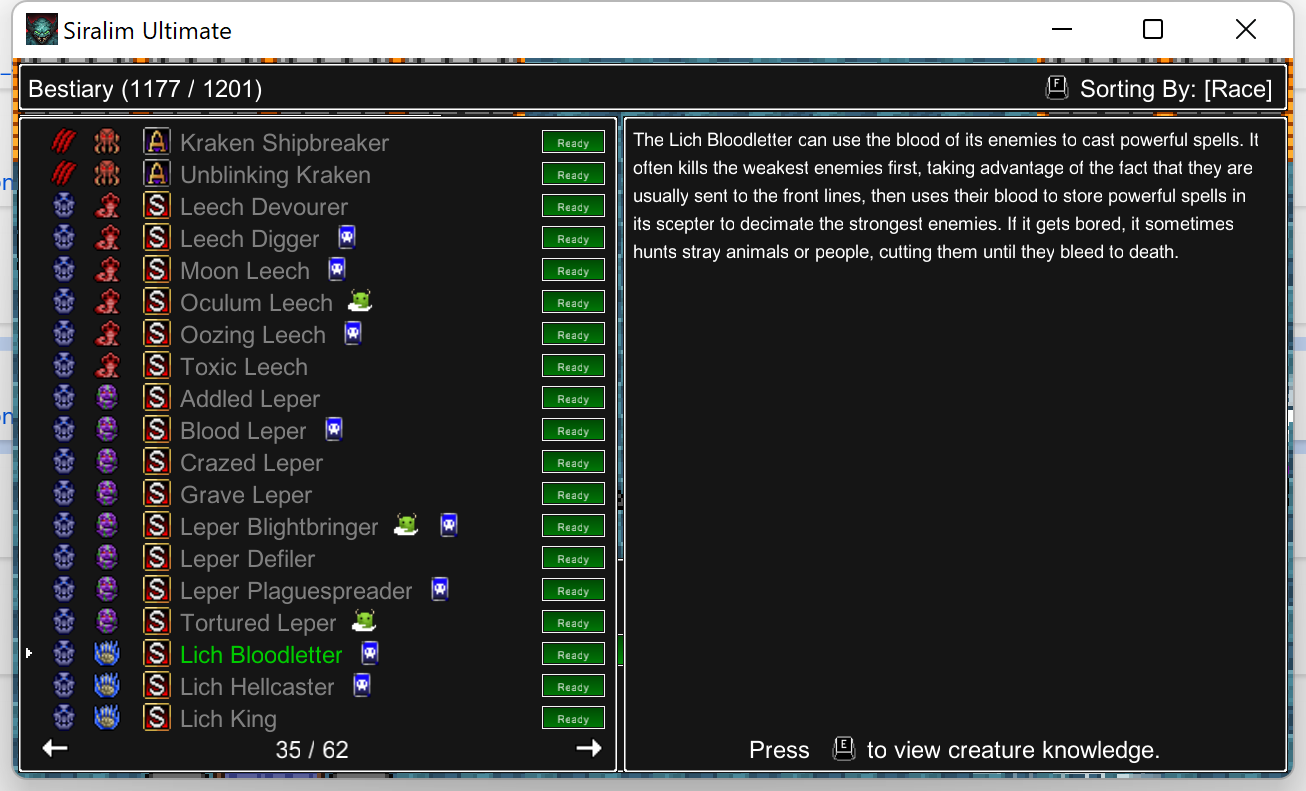 Siralim Ultimate
Bestiary (1177 / 1201)
F Sorting By: [Race]
A Kraken Shipbreaker Ready
A Unblinking Kraken Ready
S Leech Devourer Ready
S Leech Digger Ready
S Moon Leech Ready
S Oculum Leech Ready
S Oozing Leech Ready
S Toxic Leech Ready
S Addled Leper Ready
S Blood Leper Ready
S Crazed Leper Ready
S Grave Leper Ready
S Leper Blightbringer Ready
S Leper Defiler Ready
S Leper Plaguespreader Ready
S Tortured Leper Ready
S Lich Bloodletter Ready
S Lich Hellcaster Ready
S Lich King Ready
35 / 62
The Lich Bloodletter can use the blood of its enemies to cast powerful spells. It
often kills the weakest enemies first, taking advantage of the fact that they are
usually sent to the front lines, then uses their blood to store powerful spells in
its scepter to decimate the strongest enemies. If it gets bored, it sometimes
hunts stray animals or people, cutting them until they bleed to death.
Press E to view creature knowledge.